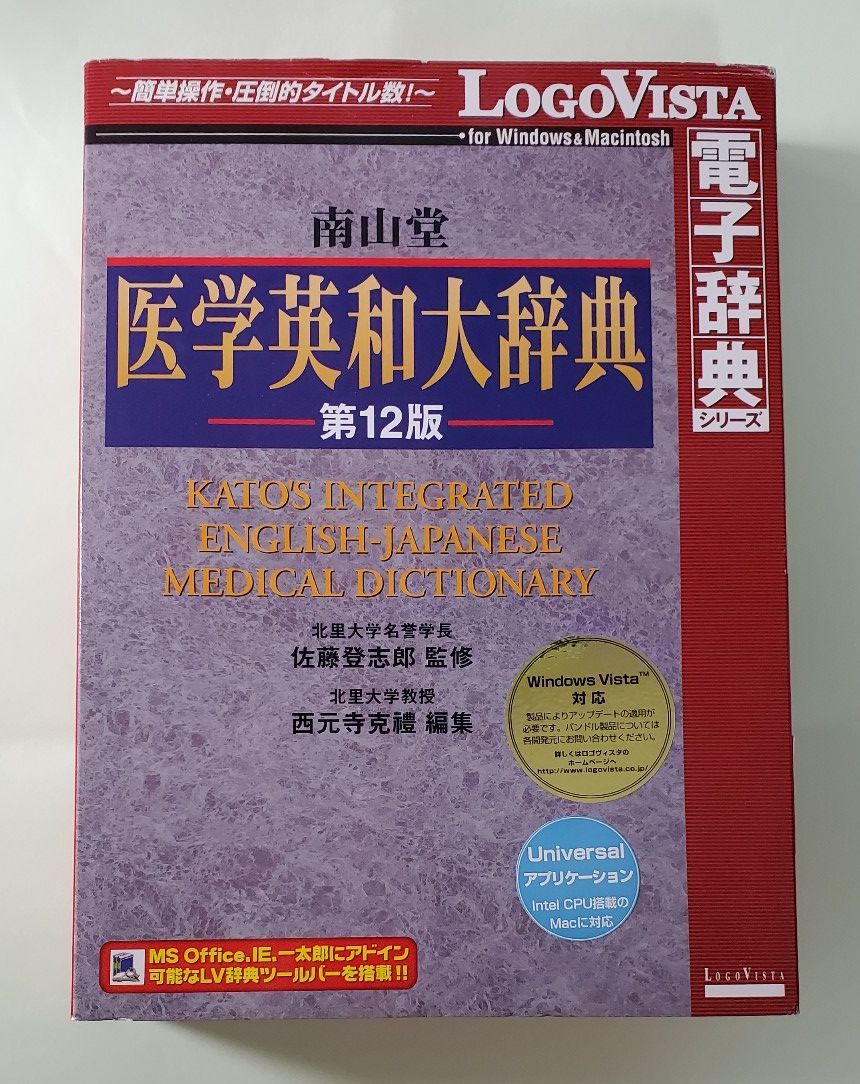 ～簡単操作・圧倒的タイトル数!～
LOGOVISTA
for Windows&Macintosh
電子辞典
シリーズ
南山堂
医学英和大辞典
第12版
KATO'S INTEGRATED
ENGLISH-JAPANESE
MEDICAL DICTIONARY
北里大学名誉学長
佐藤登志郎 監修
北里大学教授
西元寺克禮 編集
Windows Vista™
対応
製品によりアップデートの適用が
必要です。バンドル製品については
各開発元にお問い合わせください。
詳しくはロゴヴィスタの
ホームページへ
http://www.logovista.co.jp/
Universal
アプリケーション
Intel CPU搭載の
Macに対応
MS Office、IE、一太郎にアドイン
可能なLV辞典ツールバーを搭載!!
LOGOVISTA